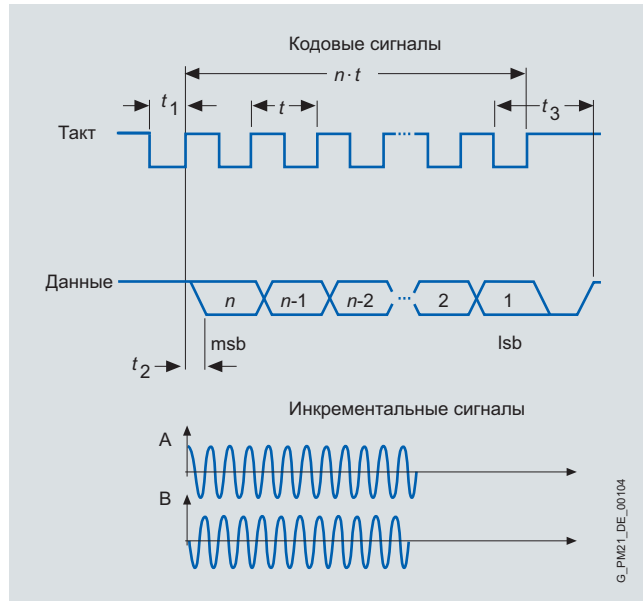 Кодовые сигналы
n·t
t1 t t3
Такт
Данные n n-1 n-2 2 1
msb lsb
t2
Инкрементальные сигналы
A
B
G_PM21_DE_00104